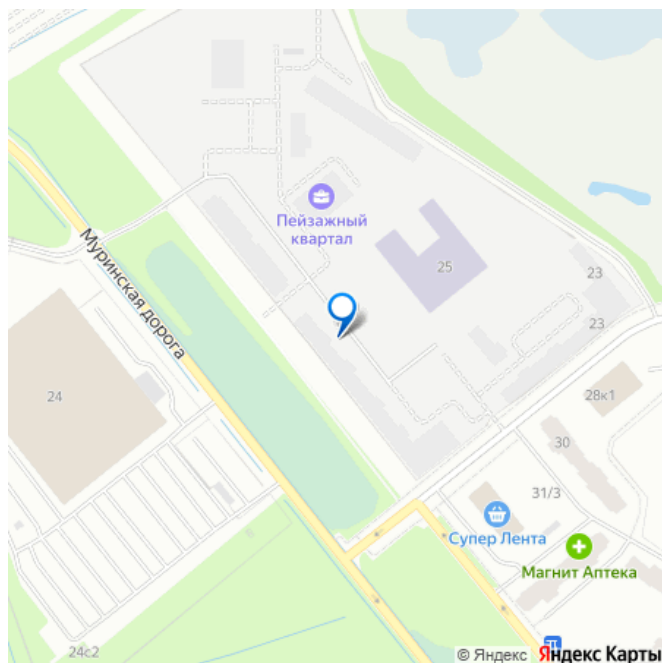 Муринская дорога
Пейзажный
квартал
25
23
23
24
28к1
30
31/3
Супер Лента
Магнит Аптека
24с2
© Яндекс Яндекс Карты